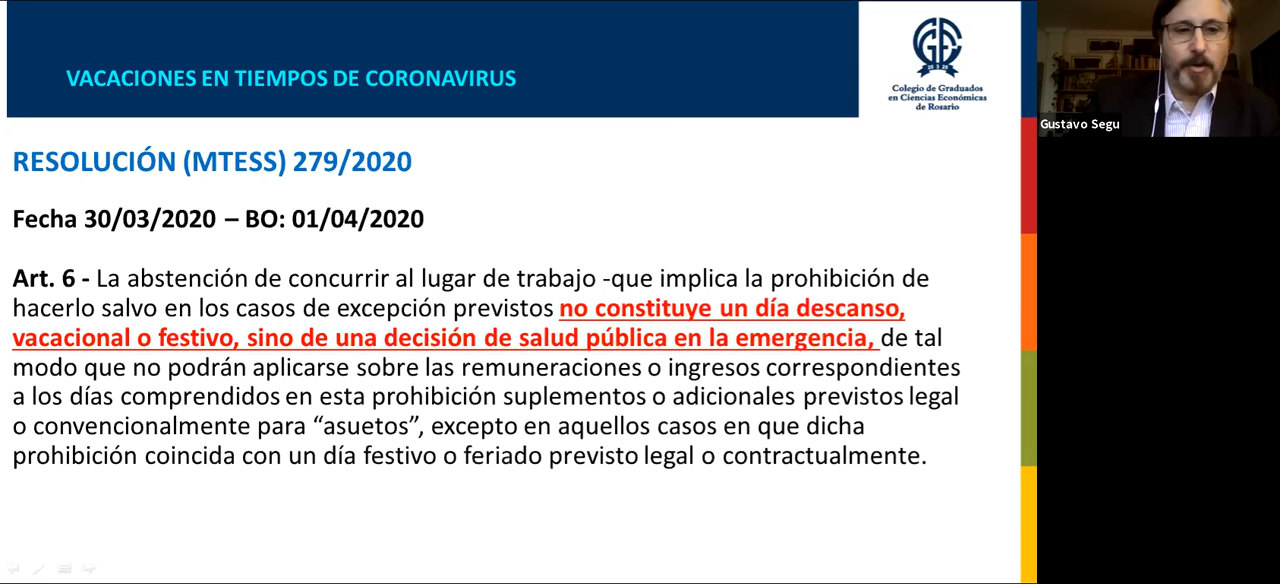 VACACIONES EN TIEMPOS DE CORONAVIRUS
CGCE
25 3 25
Colegio de Graduados
en Ciencias Económicas
de Rosario
Gustavo Segu
RESOLUCIÓN (MTESS) 279/2020
Fecha 30/03/2020 – BO: 01/04/2020
Art. 6 - La abstención de concurrir al lugar de trabajo -que implica la prohibición de
hacerlo salvo en los casos de excepción previstos no constituye un día descanso,
vacacional o festivo, sino de una decisión de salud pública en la emergencia, de tal
modo que no podrán aplicarse sobre las remuneraciones o ingresos correspondientes
a los días comprendidos en esta prohibición suplementos o adicionales previstos legal
o convencionalmente para “asuetos”, excepto en aquellos casos en que dicha
prohibición coincida con un día festivo o feriado previsto legal o contractualmente.